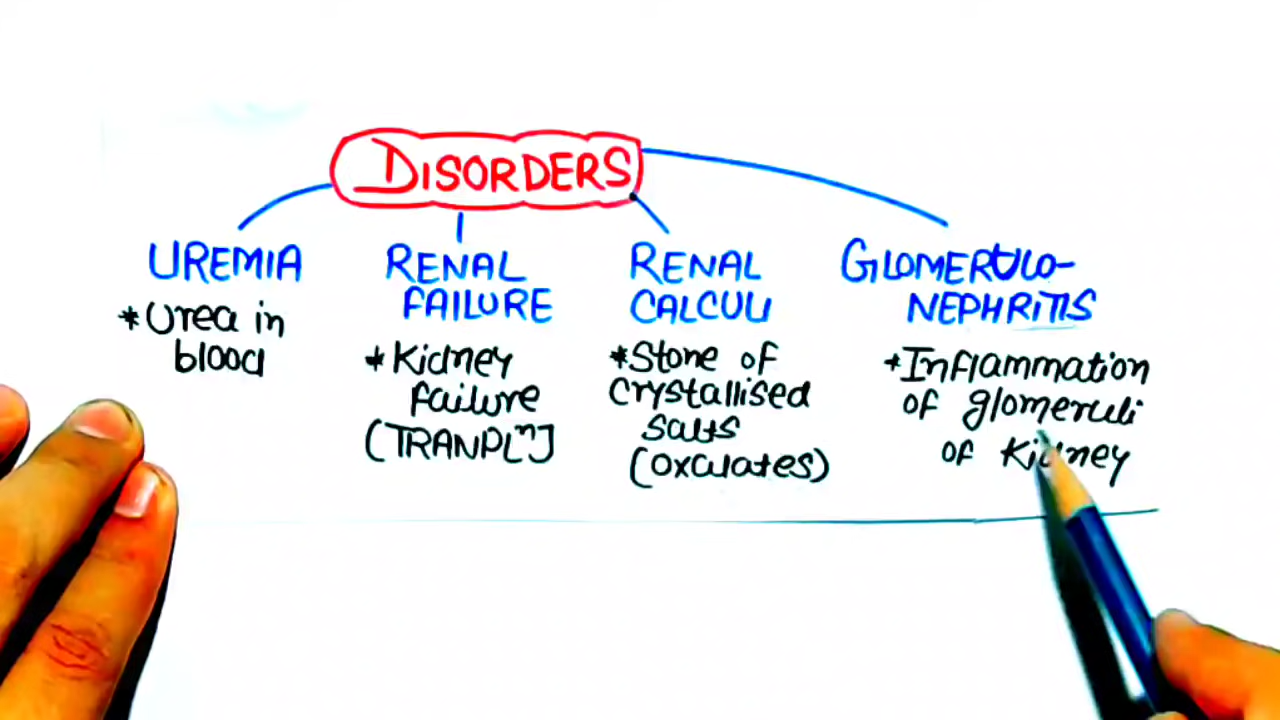 DISORDERS
UREMIA
*Urea in
blood
RENAL
FAILURE
*Kidney
failure
(TRANPLⁿ]
RENAL
CALCULI
*Stone of
crystallised
salts
(oxalates)
GLOMERULO-
NEPHRITIS
*Inflammation
of glomeruli
of Kidney